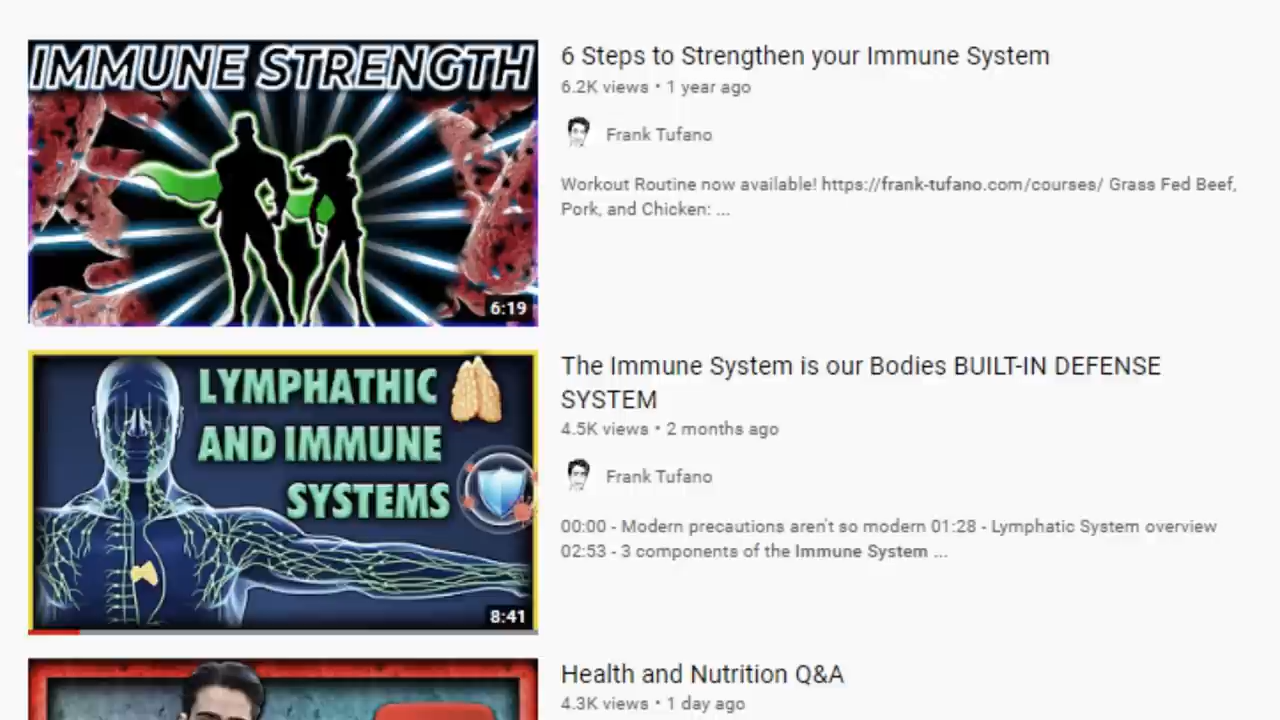 IMMUNE STRENGTH
6:19
6 Steps to Strengthen your Immune System
6.2K views • 1 year ago
Frank Tufano
Workout Routine now available! https://frank-tufano.com/courses/ Grass Fed Beef,
Pork, and Chicken: ...
LYMPHATHIC
AND IMMUNE
SYSTEMS
8:41
The Immune System is our Bodies BUILT-IN DEFENSE
SYSTEM
4.5K views • 2 months ago
Frank Tufano
00:00 - Modern precautions aren't so modern 01:28 - Lymphatic System overview
02:53 - 3 components of the Immune System ...
Health and Nutrition Q&A
4.3K views • 1 day ago